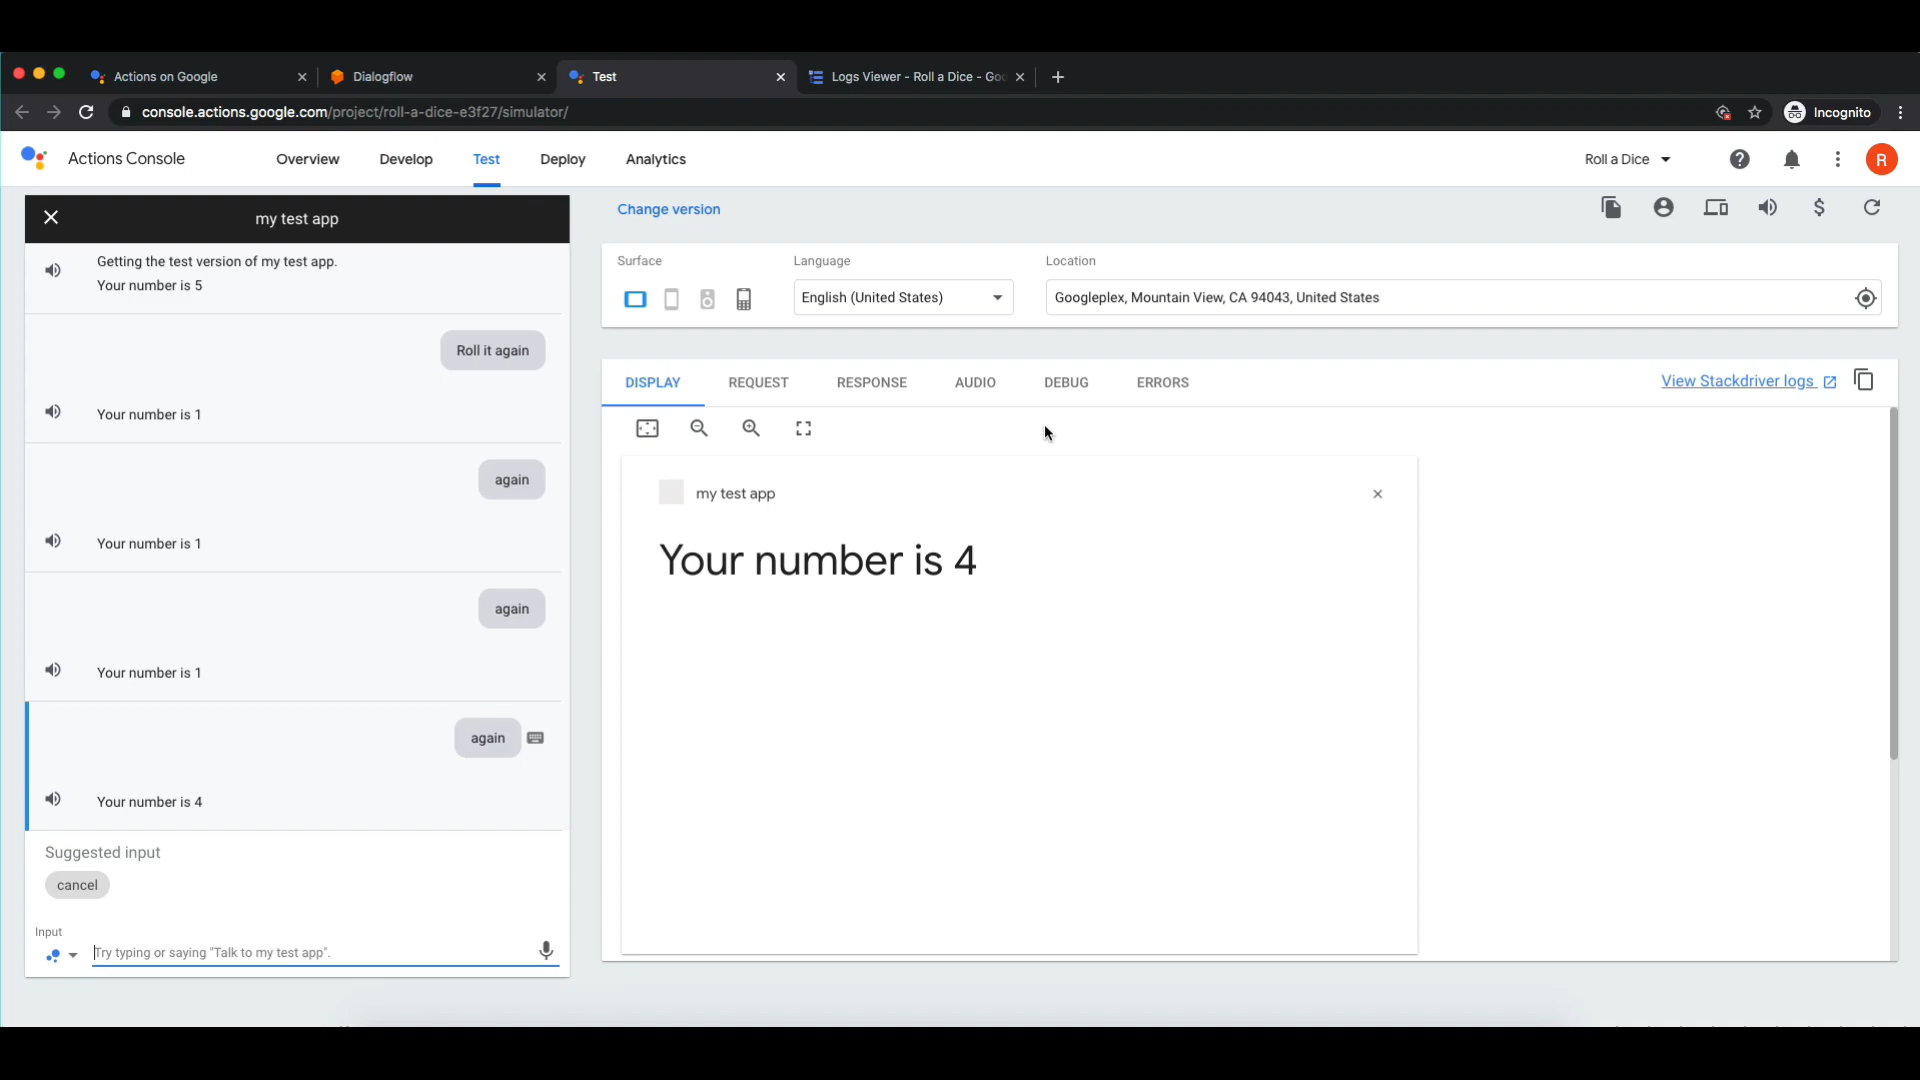 Actions on Google
Dialogflow
Test
Logs Viewer - Roll a Dice - Goo
console.actions.google.com/project/roll-a-dice-e3f27/simulator/
Incognito
Actions Console
Overview
Develop
Test
Deploy
Analytics
Roll a Dice
R
my test app
Getting the test version of my test app.
Your number is 5
Roll it again
Your number is 1
again
Your number is 1
again
Your number is 1
again
Your number is 4
Suggested input
cancel
Input
Try typing or saying "Talk to my test app".
Change version
Surface
Language
Location
English (United States)
Googleplex, Mountain View, CA 94043, United States
DISPLAY
REQUEST
RESPONSE
AUDIO
DEBUG
ERRORS
View Stackdriver logs
my test app
Your number is 4